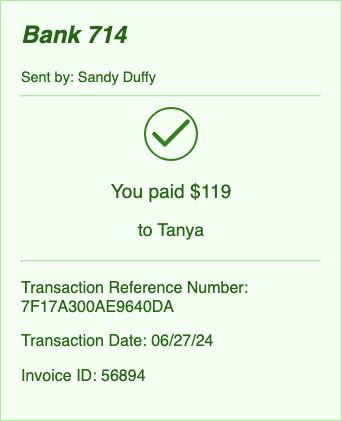 Bank 714
Sent by: Sandy Duffy
You paid $119
to Tanya
Transaction Reference Number:
7F17A300AE9640DA
Transaction Date: 06/27/24
Invoice ID: 56894